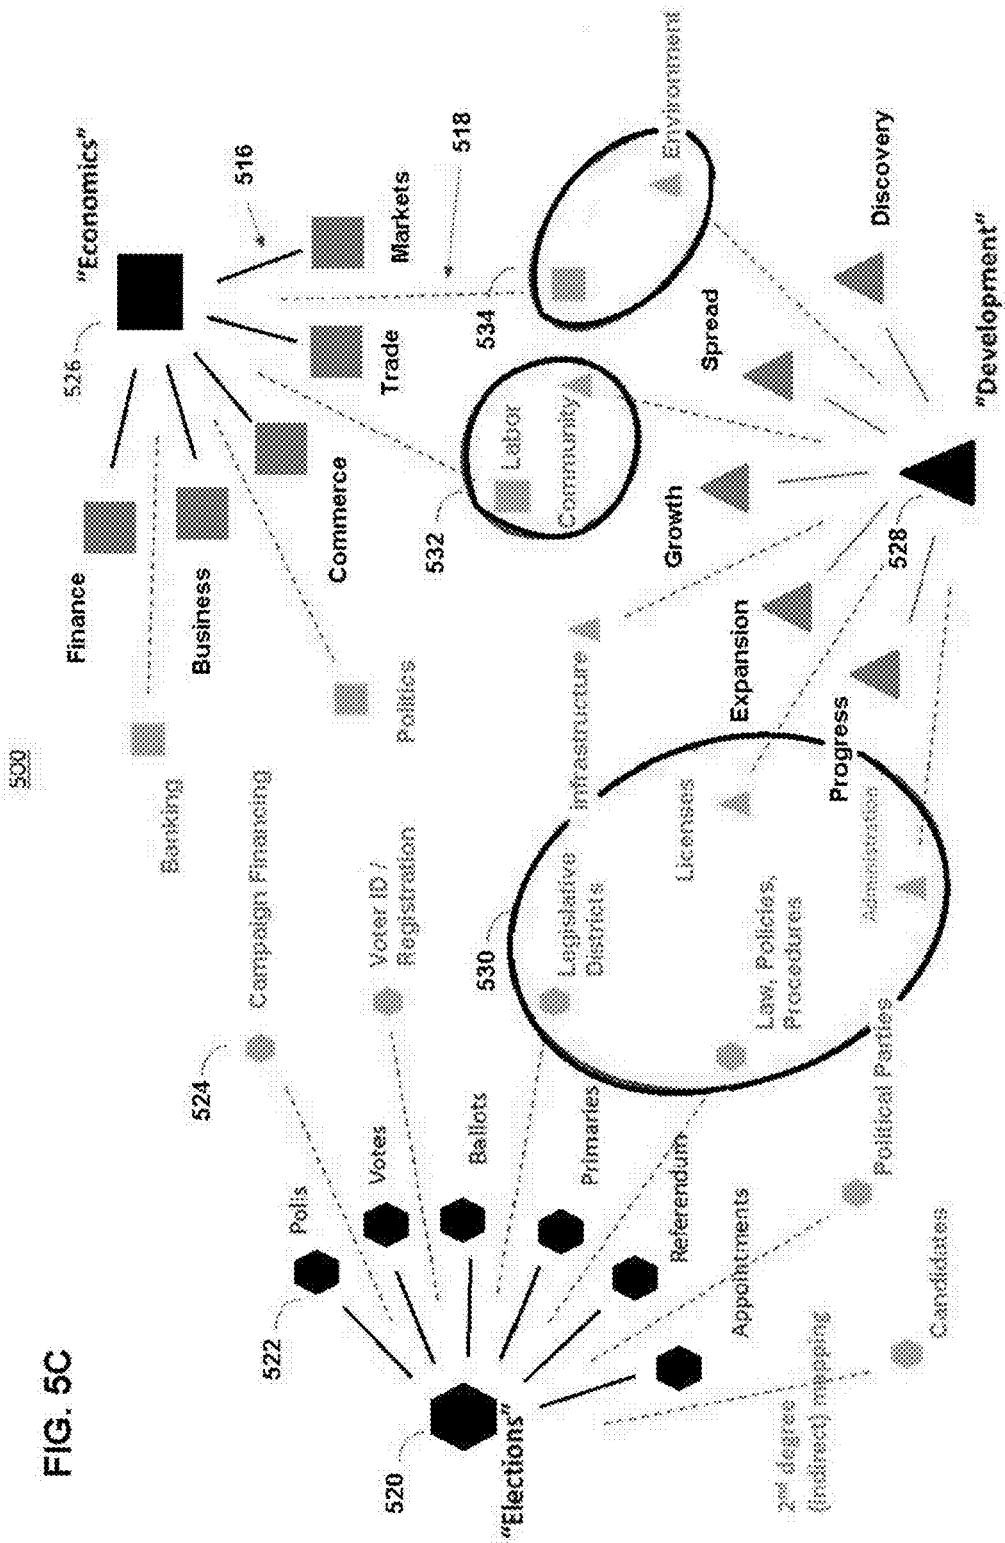 FIG. 5C
500
520
"Elections"
522
Polls
Votes
Ballots
Primaries
Referendum
Appointments
2nd degree
(indirect) mapping
524
Campaign Financing
Voter ID /
Registration
530
Legislative
Districts
Law, Policies,
Procedures
Political Parties
Candidates
Licenses
Administration
Infrastructure
Banking
Politics
526
"Economics"
Finance
Business
Commerce
Trade
Markets
516
518
532
Labor
Community
534
Environment
528
"Development"
Progress
Expansion
Growth
Spread
Discovery